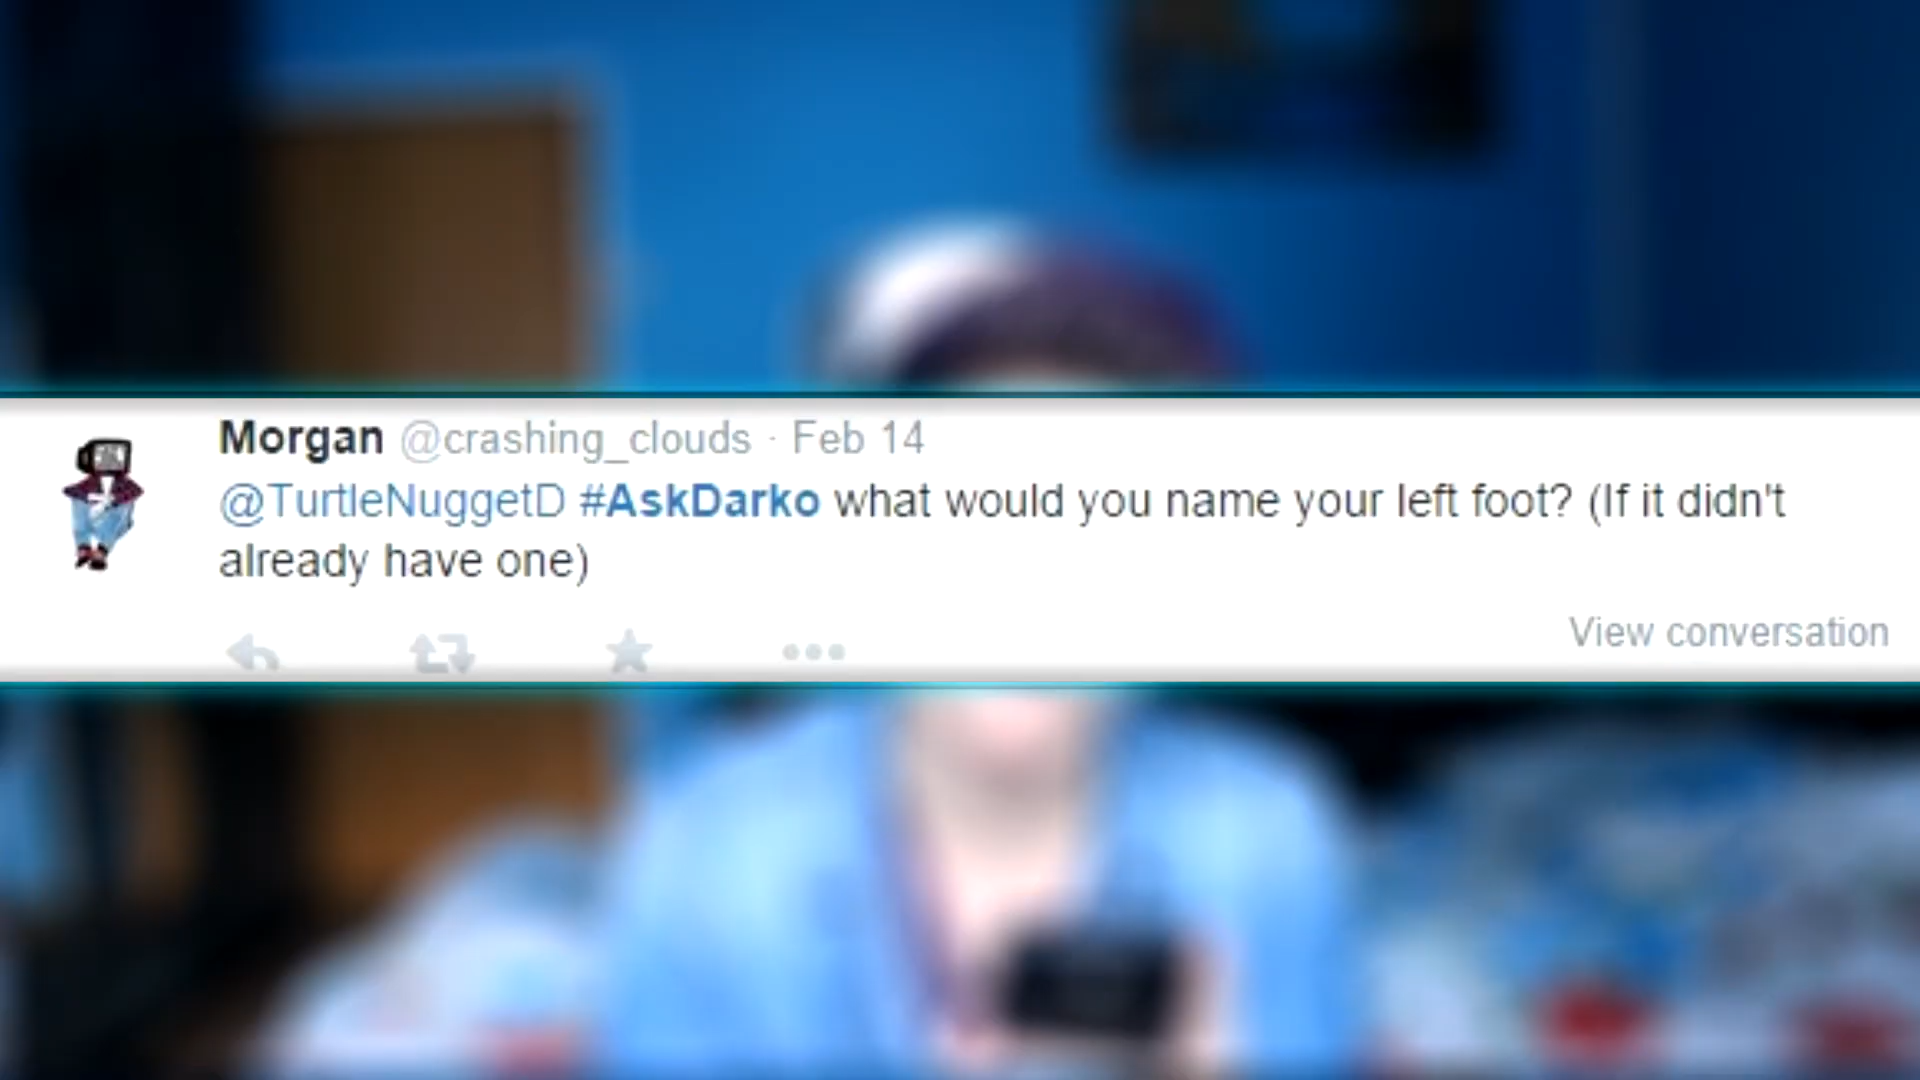 Morgan @crashing_clouds · Feb 14
@TurtleNuggetD #AskDarko what would you name your left foot? (If it didn't
already have one)
View conversation